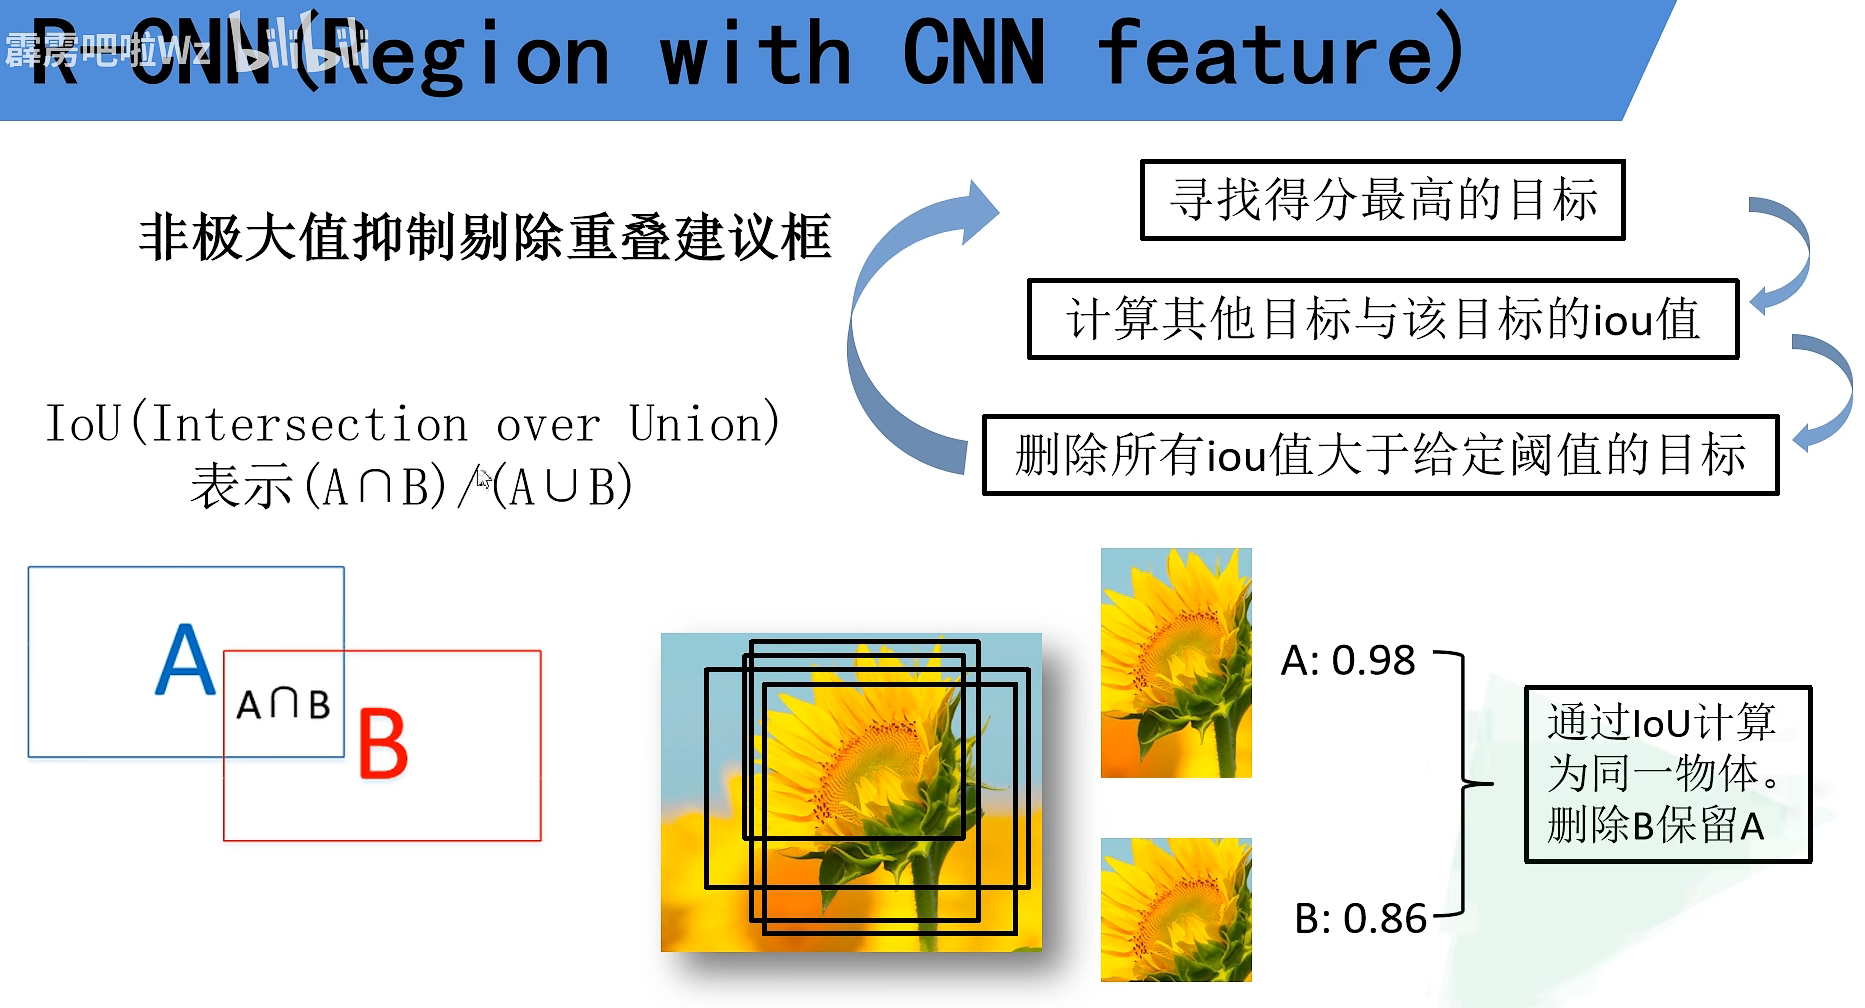 R-CNN(Region with CNN feature)
霹雳吧啦Wz bilibili
非极大值抑制剔除重叠建议框
寻找得分最高的目标
计算其他目标与该目标的iou值
删除所有iou值大于给定阈值的目标
IoU(Intersection over Union)
表示(A∩B)/(A∪B)
A
A∩B
B
A: 0.98
B: 0.86
通过IoU计算
为同一物体。
删除B保留A